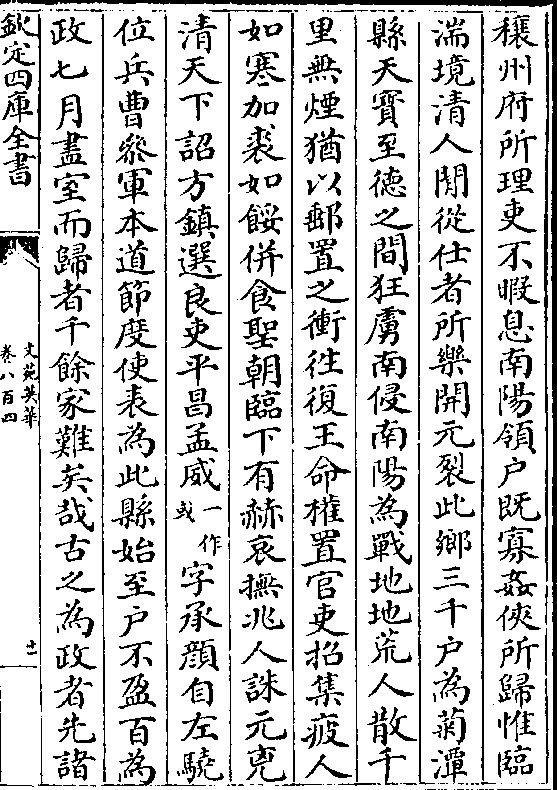 穰州府所理吏不暇息南陽領户既寡姦俠所歸惟臨
湍境清人閒從仕者所樂開元裂此鄉三千户為菊潭
縣天寶至德之間狂虜南侵南陽為戰地地荒人散千
里無煙猶以郵置之衝往復王命權置官吏招集疲人
如寒加裘如餒併食聖朝臨下有赫哀撫兆人誅元兇
清天下詔方鎮選良吏平昌孟威一作或字承顔自左驍
位兵曹叅軍本道節度使表為此縣始至户不盈百為
政七月盡室而歸者千餘家難矣哉古之為政者先諸
欽定四庫全書
文苑英華
卷八百四
十一